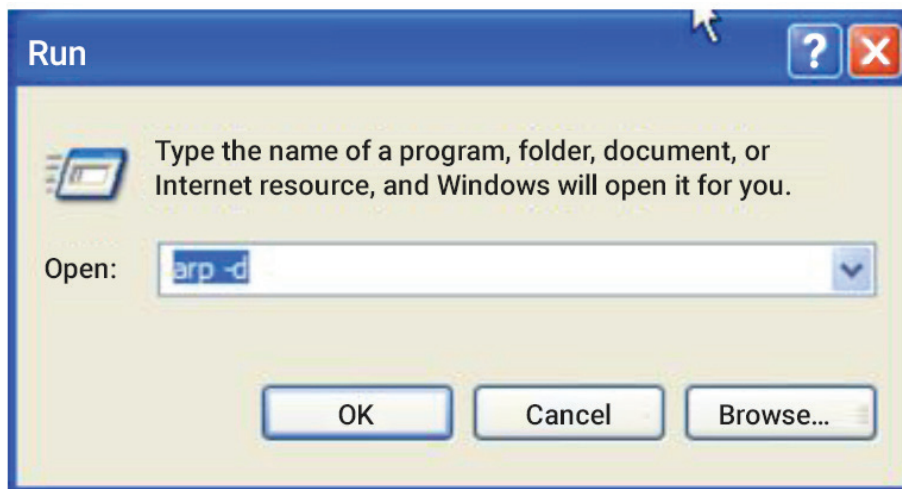 Run
?
X
Type the name of a program, folder, document, or
Internet resource, and Windows will open it for you.
Open:
arp -d
OK
Cancel
Browse...